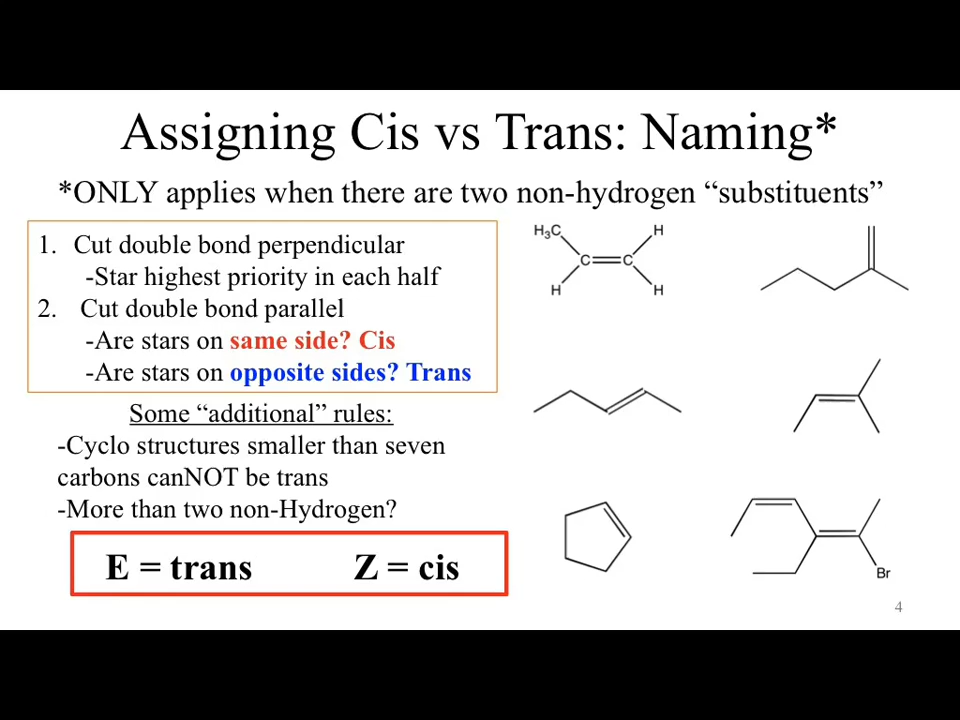 Assigning Cis vs Trans: Naming*
*ONLY applies when there are two non-hydrogen “substituents”
1. Cut double bond perpendicular
-Star highest priority in each half
2. Cut double bond parallel
-Are stars on same side? Cis
-Are stars on opposite sides? Trans
Some “additional” rules:
-Cyclo structures smaller than seven
carbons canNOT be trans
-More than two non-Hydrogen?
E = trans Z = cis
H₃C H
C C
H H
Br
4